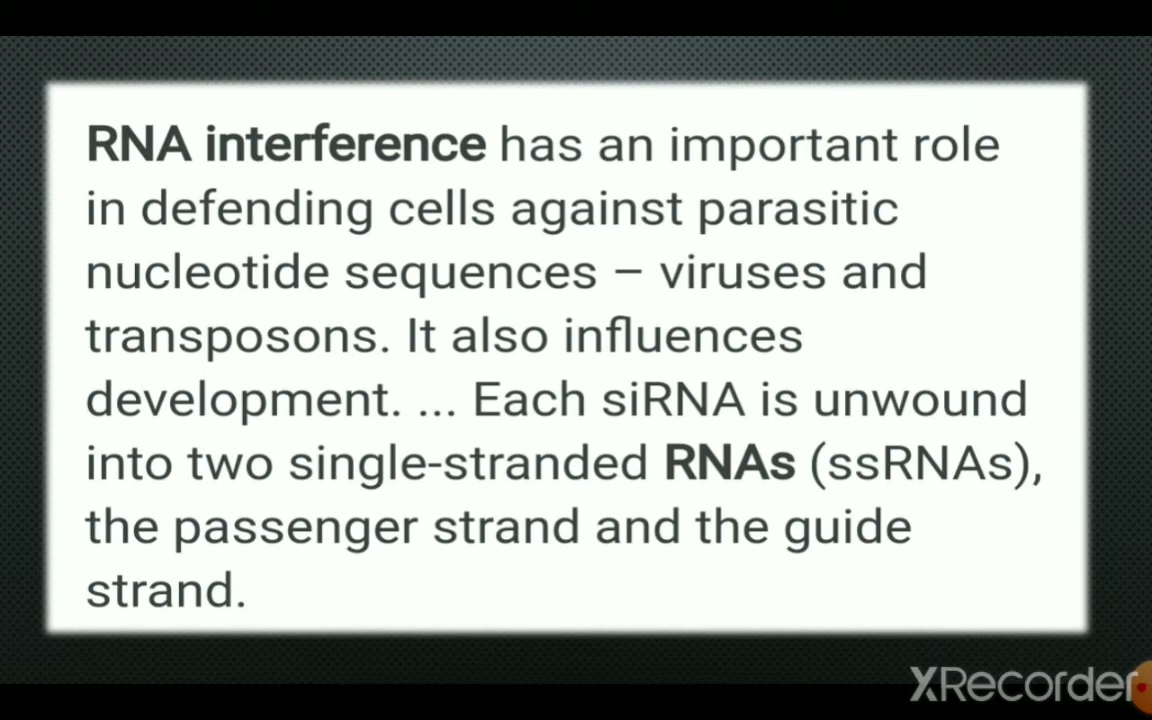 RNA interference has an important role
in defending cells against parasitic
nucleotide sequences – viruses and
transposons. It also influences
development. ... Each siRNA is unwound
into two single-stranded RNAs (ssRNAs),
the passenger strand and the guide
strand.
XRecorder